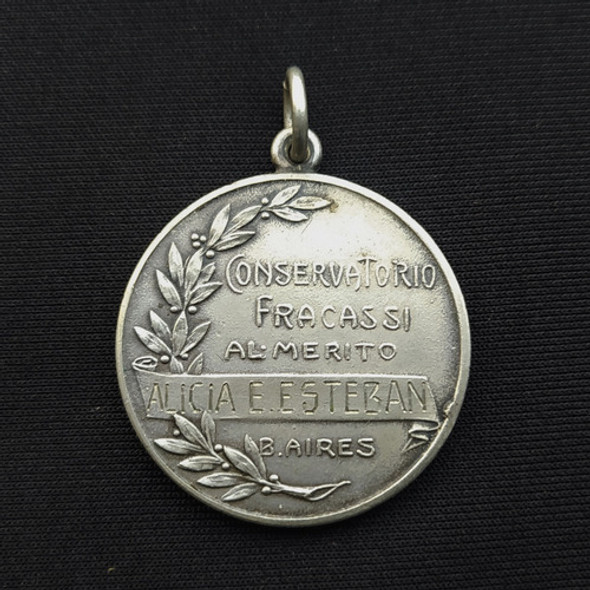 CONSERVATORIO
FRACASSI
AL·MERITO
ALiCIA E. ESTEBAN
B. AIRES